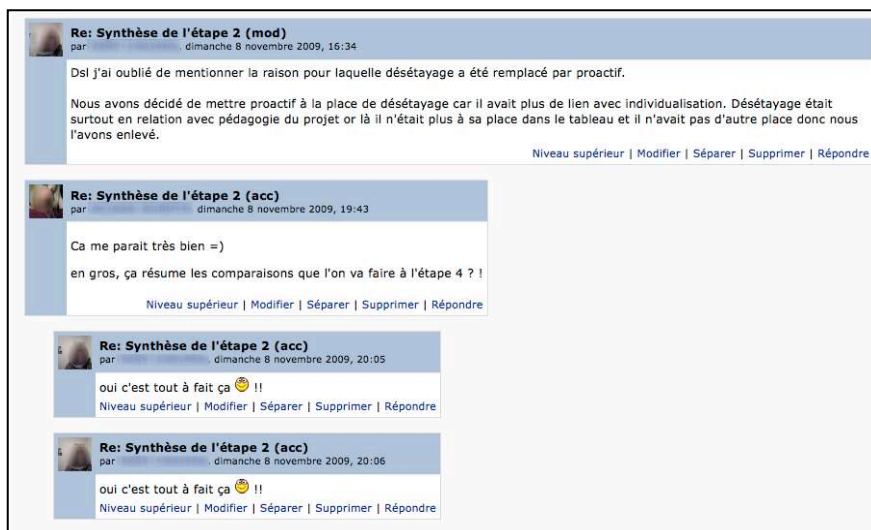 Re: Synthèse de l'étape 2 (mod)
par , dimanche 8 novembre 2009, 16:34
Dsl j'ai oublié de mentionner la raison pour laquelle désétayage a été remplacé par proactif.
Nous avons décidé de mettre proactif à la place de désétayage car il avait plus de lien avec individualisation. Désétayage était
surtout en relation avec pédagogie du projet or là il n'était plus à sa place dans le tableau et il n'avait pas d'autre place donc nous
l'avons enlevé.
Niveau supérieur | Modifier | Séparer | Supprimer | Répondre
Re: Synthèse de l'étape 2 (acc)
par , dimanche 8 novembre 2009, 19:43
Ca me parait très bien =)
en gros, ça résume les comparaisons que l'on va faire à l'étape 4 ? !
Niveau supérieur | Modifier | Séparer | Supprimer | Répondre
Re: Synthèse de l'étape 2 (acc)
par , dimanche 8 novembre 2009, 20:05
oui c'est tout à fait ça !!
Niveau supérieur | Modifier | Séparer | Supprimer | Répondre
Re: Synthèse de l'étape 2 (acc)
par , dimanche 8 novembre 2009, 20:06
oui c'est tout à fait ça !!
Niveau supérieur | Modifier | Séparer | Supprimer | Répondre